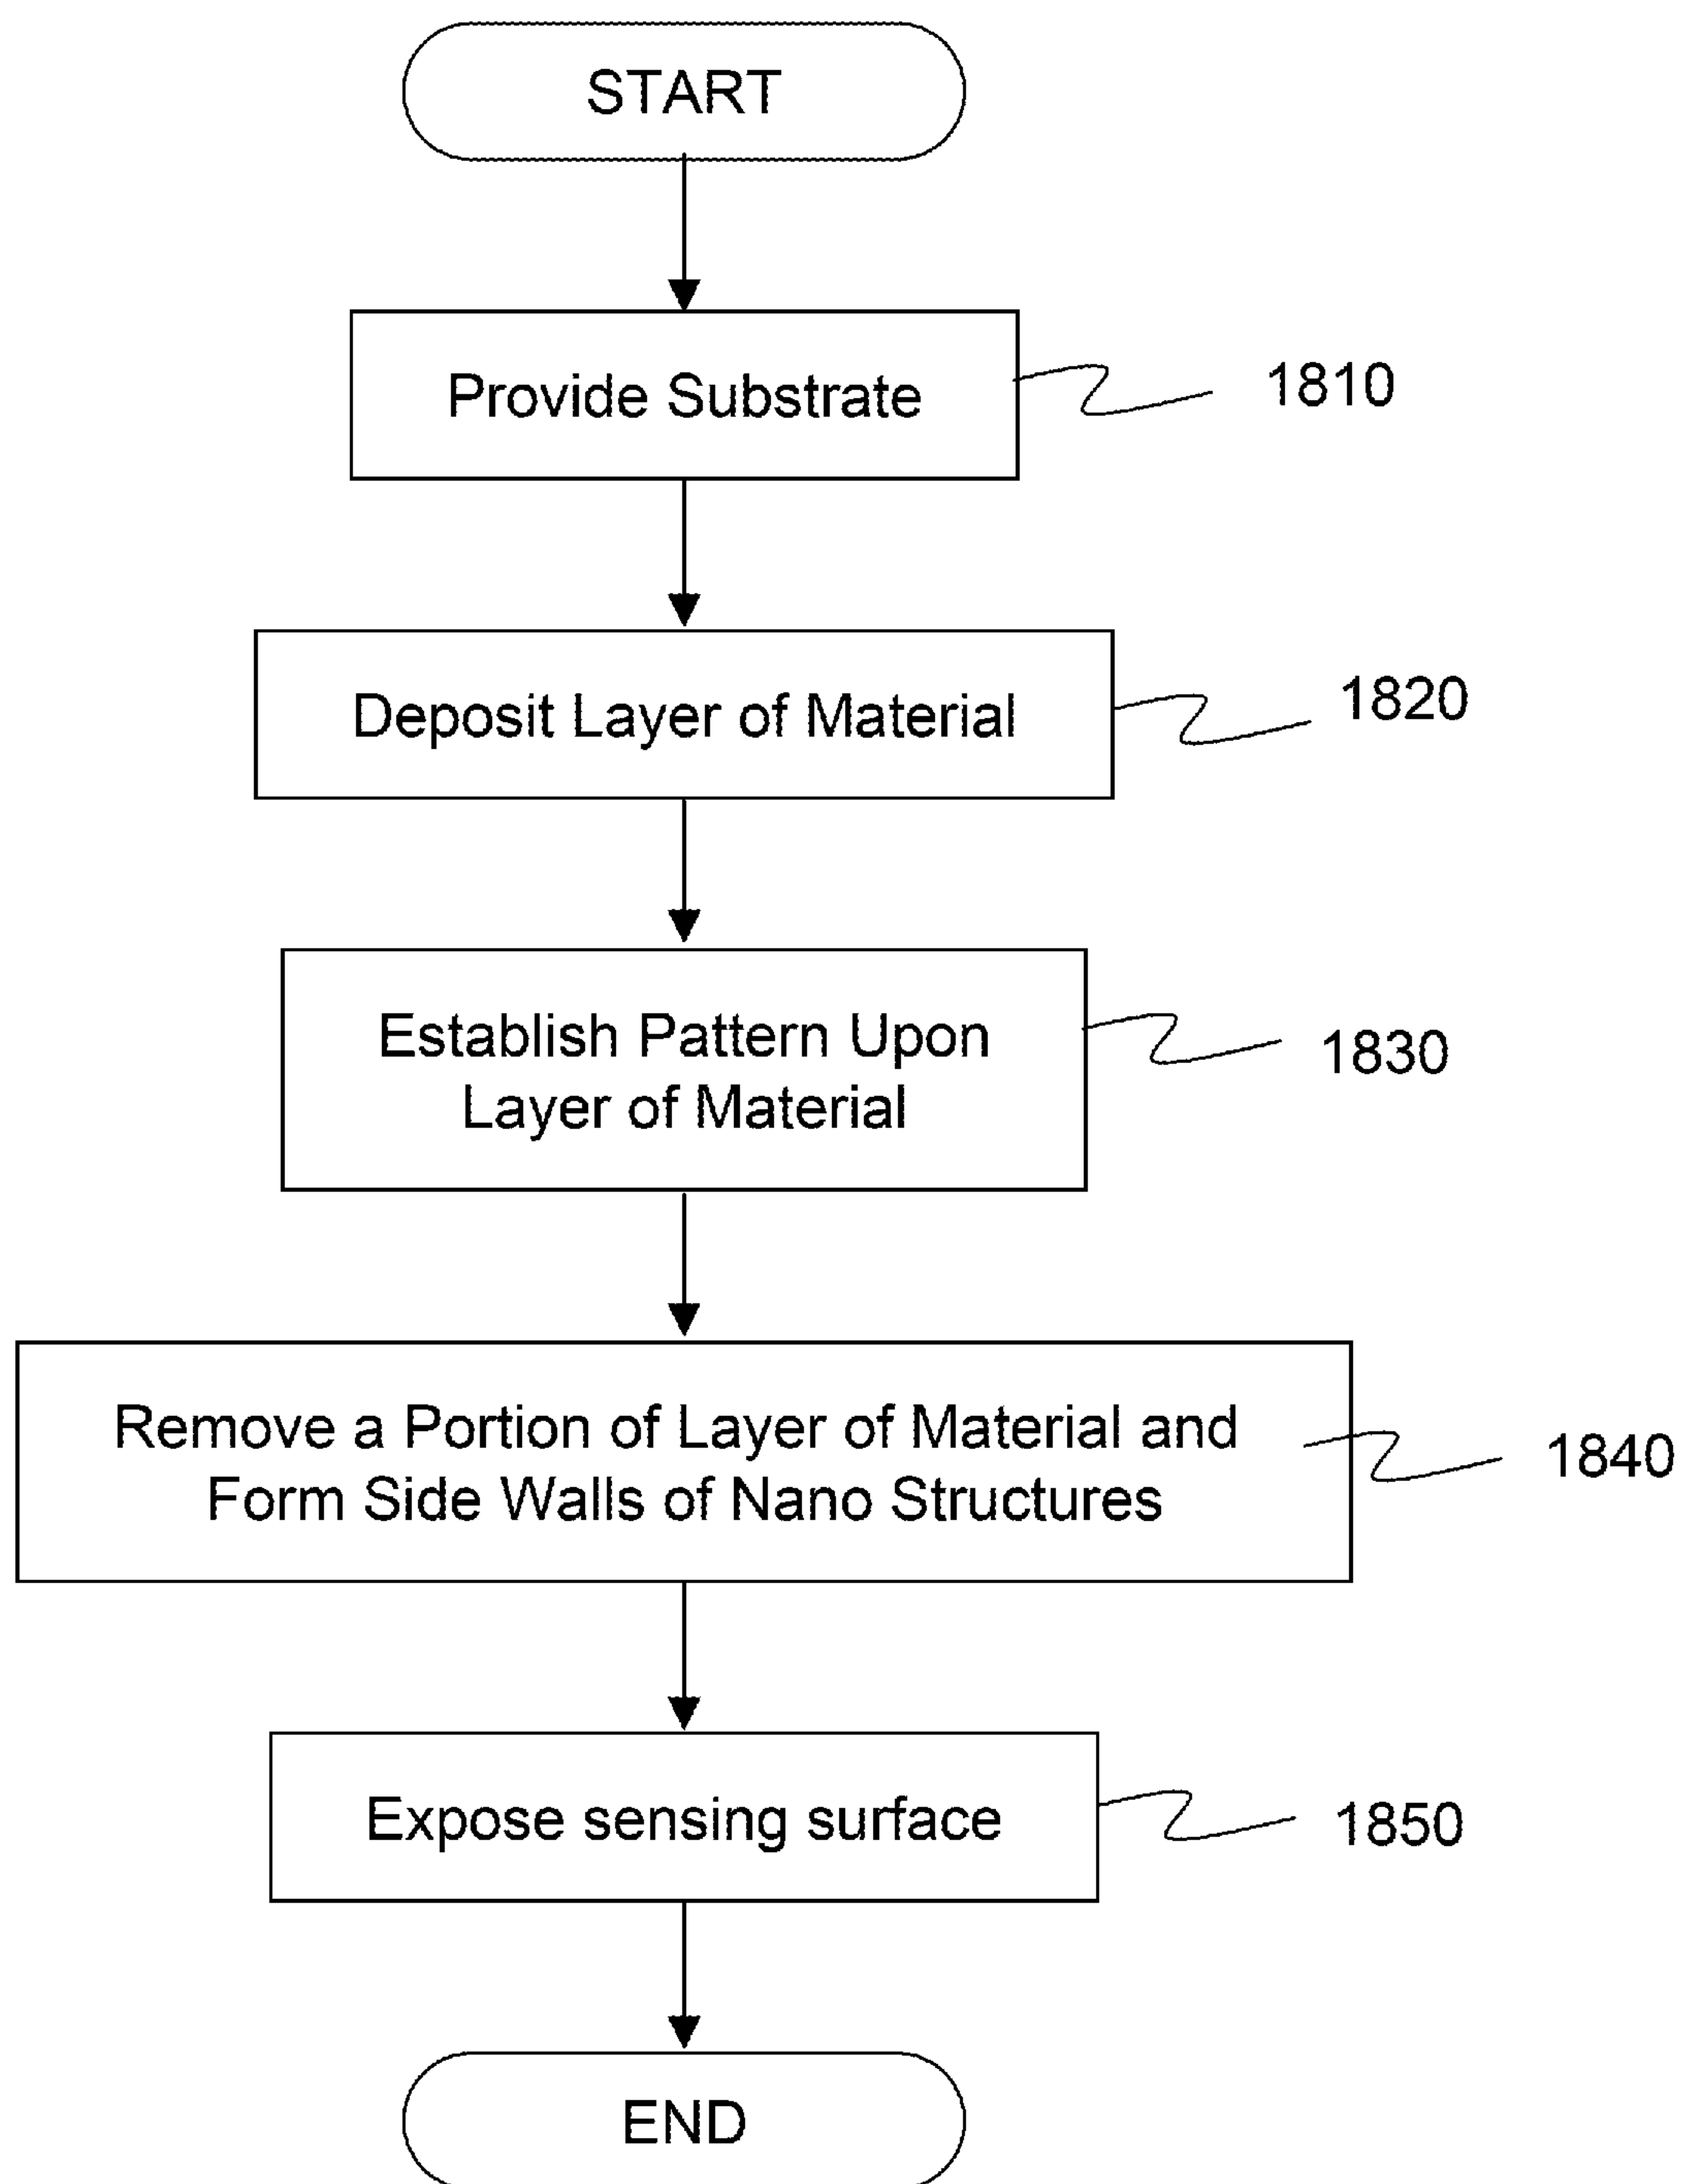 START
Provide Substrate
1810
Deposit Layer of Material
1820
Establish Pattern Upon
Layer of Material
1830
Remove a Portion of Layer of Material and
Form Side Walls of Nano Structures
1840
Expose sensing surface
1850
END